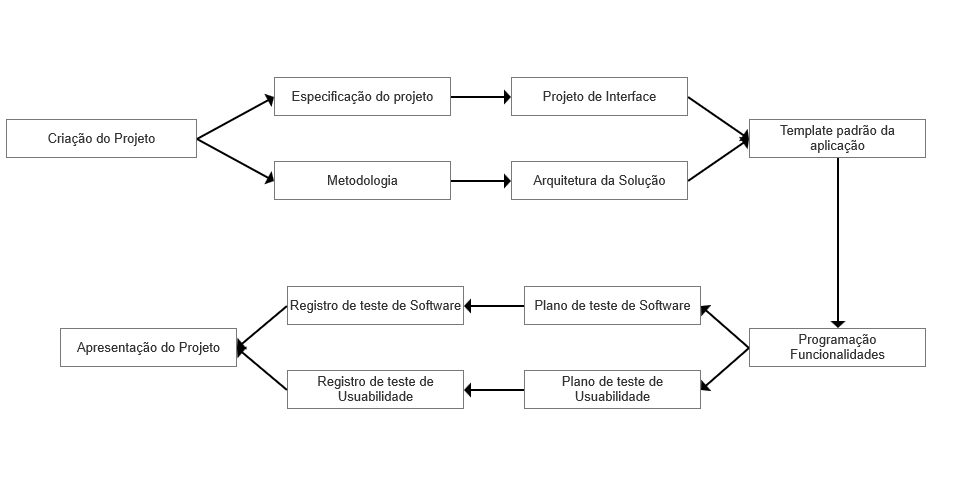 Especificação do projeto
Projeto de Interface
Criação do Projeto
Template padrão da
aplicação
Metodologia
Arquitetura da Solução
Registro de teste de Software
Plano de teste de Software
Apresentação do Projeto
Programação
Funcionalidades
Registro de teste de
Usuabilidade
Plano de teste de
Usuabilidade